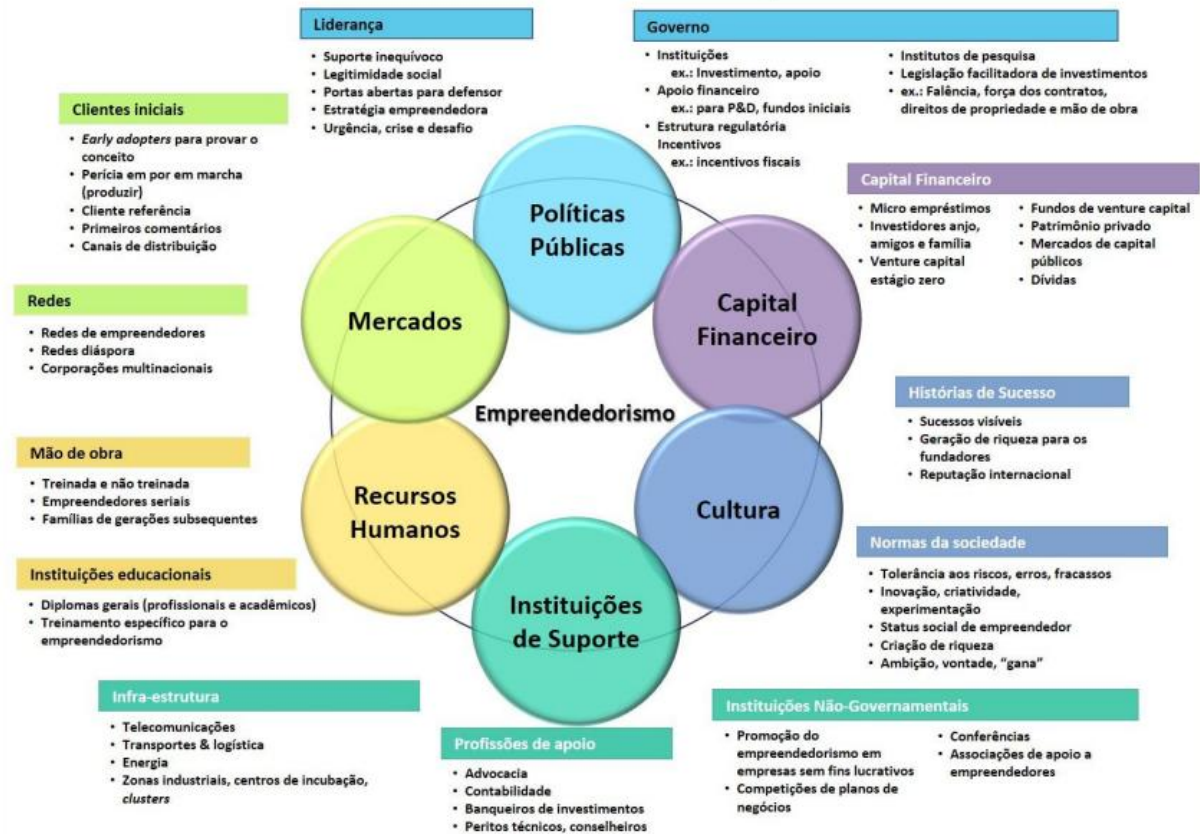 Liderança
• Suporte inequívoco
• Legitimidade social
• Portas abertas para defensor
• Estratégia empreendedora
• Urgência, crise e desafio
Governo
• Instituições
ex.: Investimento, apoio
• Apoio financeiro
ex.: para P&D, fundos iniciais
• Estrutura regulatória
Incentivos
ex.: incentivos fiscais
• Institutos de pesquisa
• Legislação facilitadora de investimentos
• ex.: Falência, força dos contratos,
direitos de propriedade e mão de obra
Clientes iniciais
• Early adopters para provar o
conceito
• Perícia em por em marcha
(produzir)
• Cliente referência
• Primeiros comentários
• Canais de distribuição
Capital Financeiro
• Micro empréstimos
• Investidores anjo,
amigos e família
• Venture capital
estágio zero
• Fundos de venture capital
• Patrimônio privado
• Mercados de capital
públicos
• Dívidas
Redes
• Redes de empreendedores
• Redes diáspora
• Corporações multinacionais
Políticas
Públicas
Mercados
Capital
Financeiro
Empreendedorismo
Recursos
Humanos
Cultura
Instituições
de Suporte
Histórias de Sucesso
• Sucessos visíveis
• Geração de riqueza para os
fundadores
• Reputação internacional
Mão de obra
• Treinada e não treinada
• Empreendedores seriais
• Famílias de gerações subsequentes
Normas da sociedade
• Tolerância aos riscos, erros, fracassos
• Inovação, criatividade,
experimentação
• Status social de empreendedor
• Criação de riqueza
• Ambição, vontade, “gana”
Instituições educacionais
• Diplomas gerais (profissionais e acadêmicos)
• Treinamento específico para o
empreendedorismo
Infra-estrutura
• Telecomunicações
• Transportes & logística
• Energia
• Zonas industriais, centros de incubação,
clusters
Profissões de apoio
• Advocacia
• Contabilidade
• Banqueiros de investimentos
• Peritos técnicos, conselheiros
Instituições Não-Governamentais
• Promoção do
empreendedorismo em
empresas sem fins lucrativos
• Competições de planos de
negócios
• Conferências
• Associações de apoio a
empreendedores